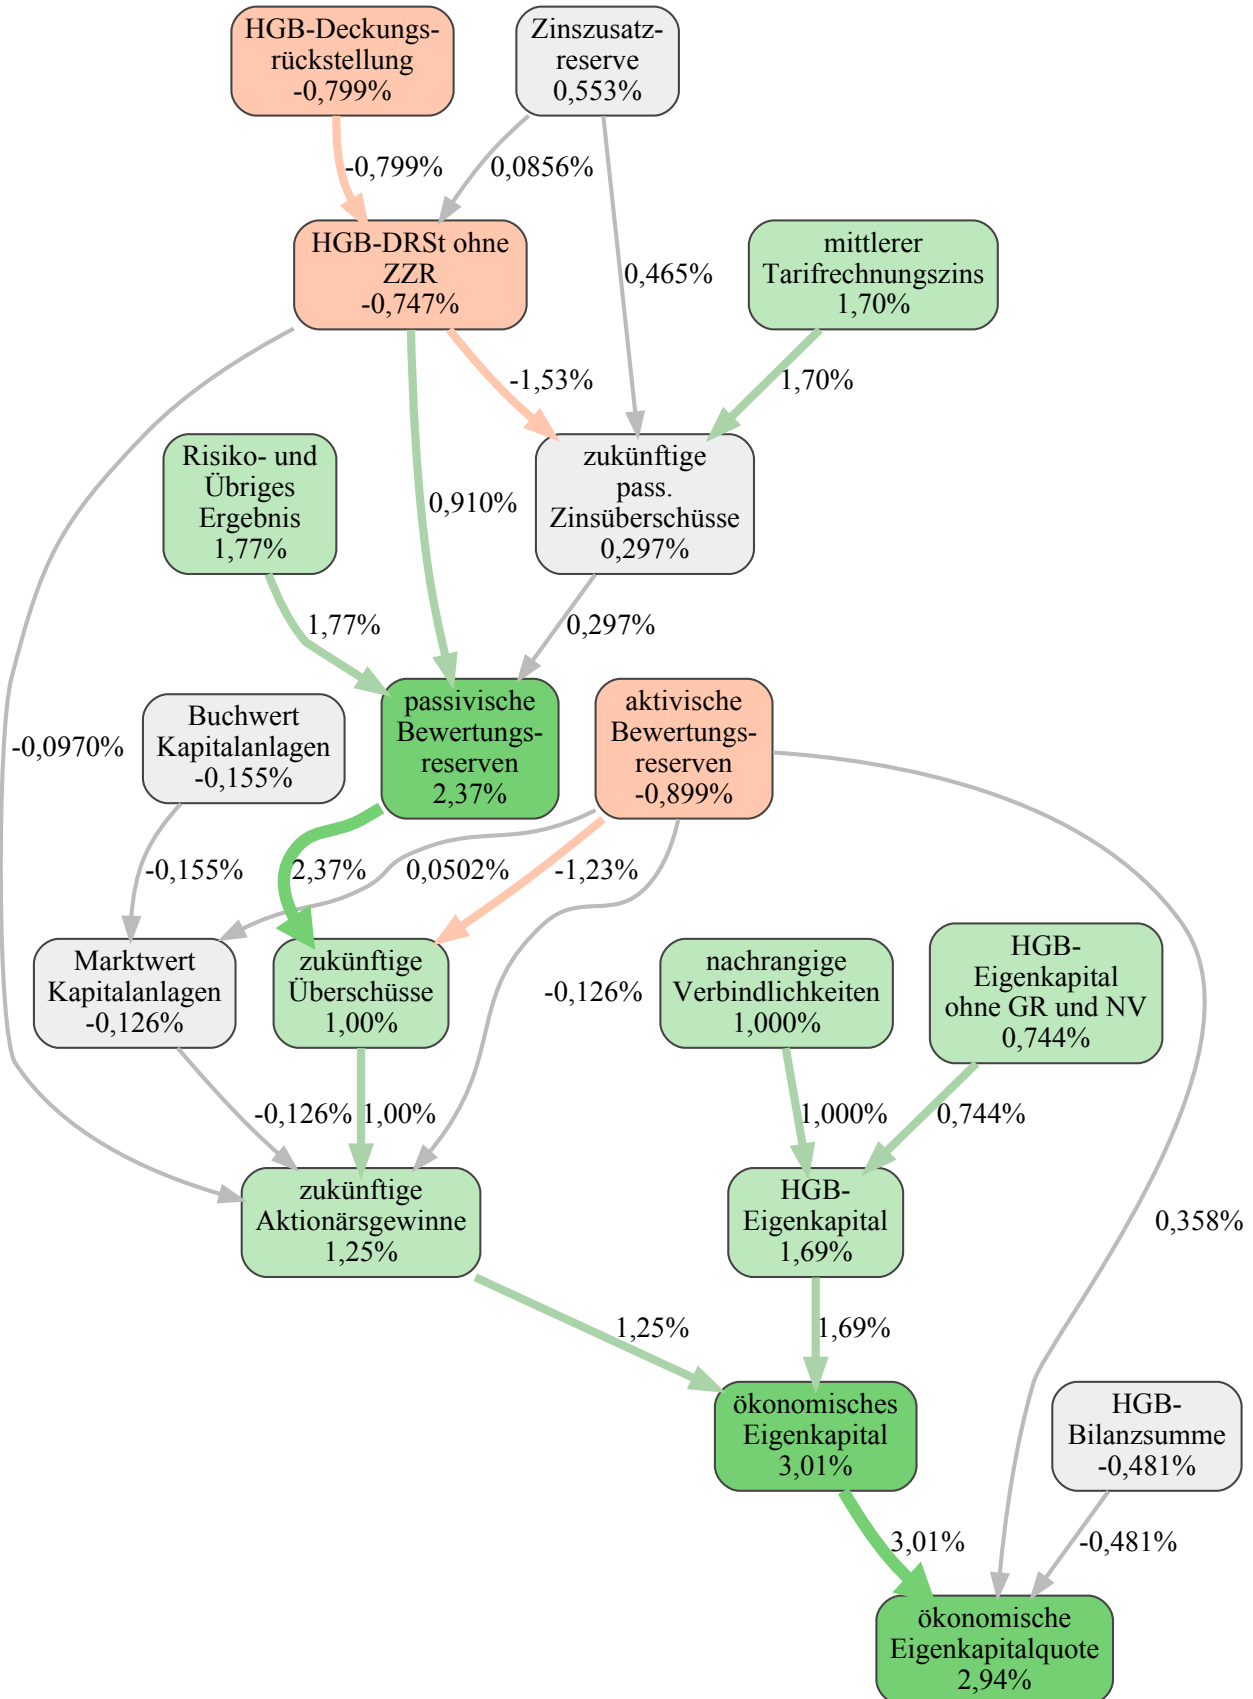 HGB-Deckungs-
rückstellung
-0,799%
Zinszusatz-
reserve
0,553%
-0,799%
0,0856%
HGB-DRSt ohne
ZZR
-0,747%
0,465%
mittlerer
Tarifrechnungszins
1,70%
-1,53%
1,70%
Risiko- und
Übriges
Ergebnis
1,77%
0,910%
zukünftige
pass.
Zinsüberschüsse
0,297%
1,77%
0,297%
-0,0970%
Buchwert
Kapitalanlagen
-0,155%
passivische
Bewertungs-
reserven
2,37%
aktivische
Bewertungs-
reserven
-0,899%
-0,155%
2,37%
0,0502%
-1,23%
Marktwert
Kapitalanlagen
-0,126%
zukünftige
Überschüsse
1,00%
-0,126%
nachrangige
Verbindlichkeiten
1,000%
HGB-
Eigenkapital
ohne GR und NV
0,744%
-0,126%
1,00%
1,000%
0,744%
zukünftige
Aktionärsgewinne
1,25%
HGB-
Eigenkapital
1,69%
0,358%
1,25%
1,69%
ökonomisches
Eigenkapital
3,01%
HGB-
Bilanzsumme
-0,481%
3,01%
-0,481%
ökonomische
Eigenkapitalquote
2,94%